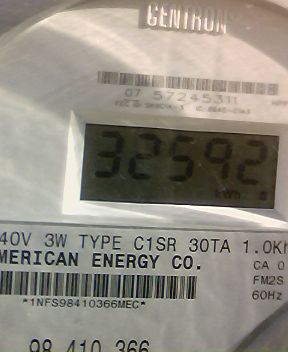 CENTRON
07 57245311
32592
kWh
40V 3W TYPE C1SR 30TA 1.0Kh
MERICAN ENERGY CO.
CA 0
FM2S
60Hz
*1NFS98410366MEC*
98 410 366